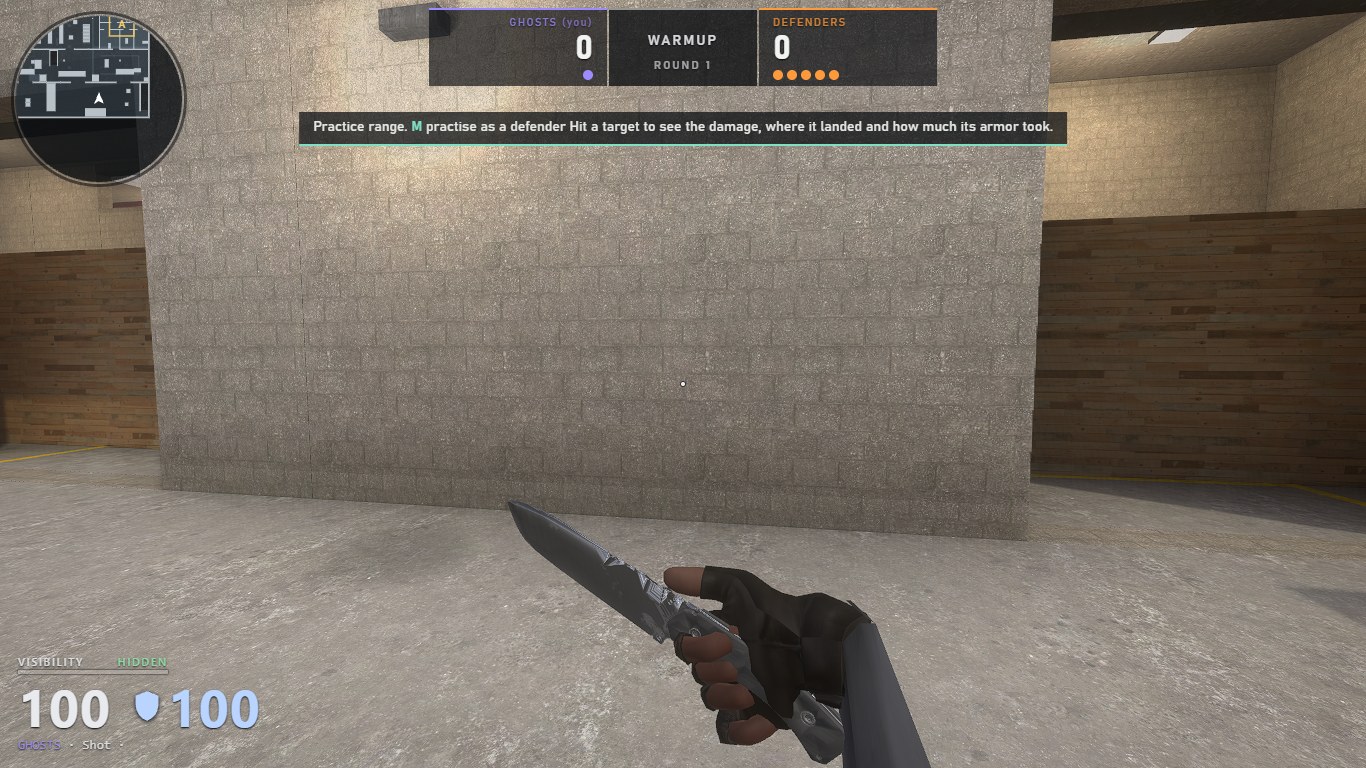 A
GHOSTS (you)
0
WARMUP
ROUND 1
DEFENDERS
0
Practice range. M practise as a defender Hit a target to see the damage, where it landed and how much its armor took.
VISIBILITY HIDDEN
100 100
GHOSTS · Shot ·